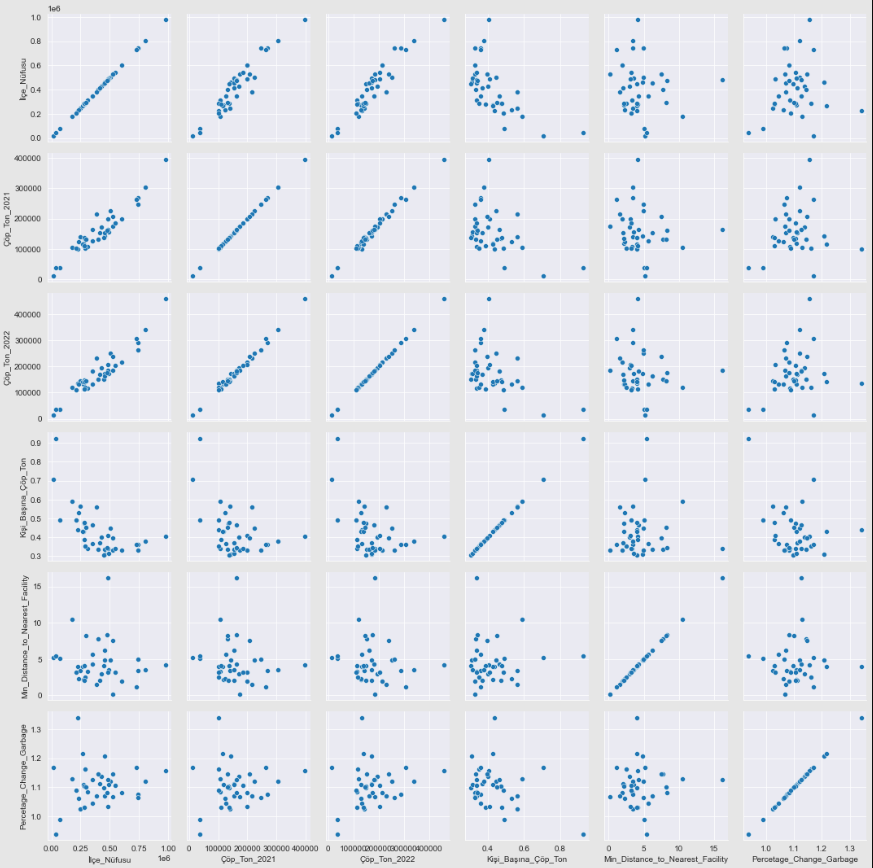 1e6
1.0
0.8
0.6
0.4
0.2
0.0
İlçe_Nüfusu
400000
300000
200000
100000
0
Çöp_Ton_2021
400000
300000
200000
100000
0
Çöp_Ton_2022
0.9
0.8
0.7
0.6
0.5
0.4
0.3
Kişi_Başına_Çöp_Ton
15
10
5
0
Min_Distance_to_Nearest_Facility
1.3
1.2
1.1
1.0
Percetage_Change_Garbage
0.00 0.25 0.50 0.75 1.00
1e6
İlçe_Nüfusu
0 100000 200000 300000 400000
Çöp_Ton_2021
0 100000 200000 300000 400000
Çöp_Ton_2022
0.4 0.6 0.8
Kişi_Başına_Çöp_Ton
0 5 10 15
Min_Distance_to_Nearest_Facility
1.0 1.1 1.2 1.3
Percetage_Change_Garbage